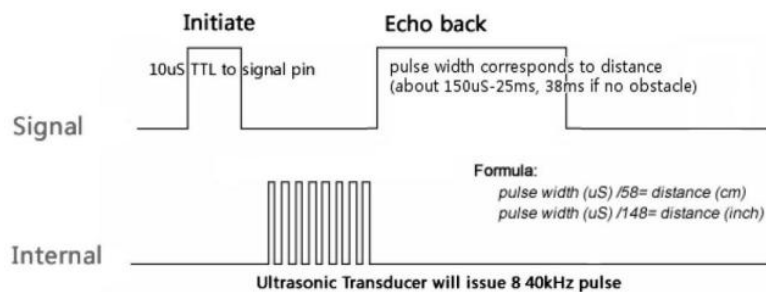 Initiate
Echo back
10uS TTL to signal pin
pulse width corresponds to distance
(about 150uS-25ms, 38ms if no obstacle)
Signal
Formula:
pulse width (uS) /58= distance (cm)
pulse width (uS) /148= distance (inch)
Internal
Ultrasonic Transducer will issue 8 40kHz pulse